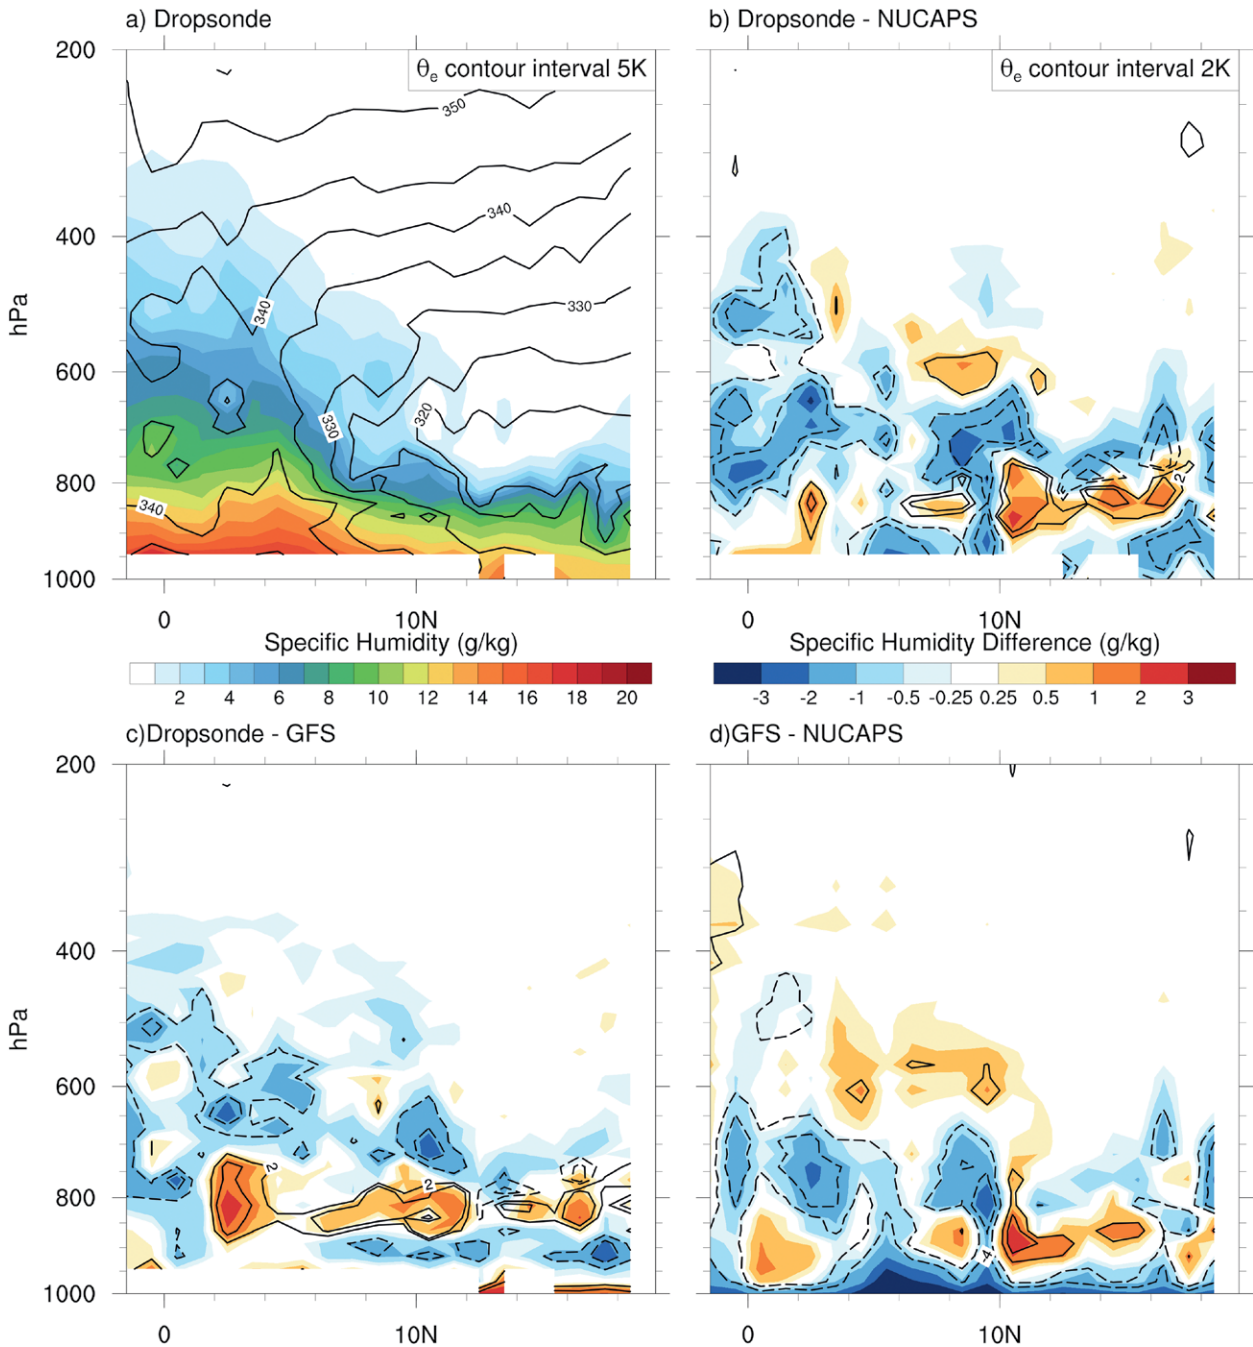 a) Dropsonde
b) Dropsonde - NUCAPS
200
θe contour interval 5K
θe contour interval 2K
350
340
400
340
330
hPa
600
320
330
800
340
2
1000
0
10N
0
10N
Specific Humidity (g/kg)
Specific Humidity Difference (g/kg)
2 4 6 8 10 12 14 16 18 20
-3 -2 -1 -0.5 -0.25 0.25 0.5 1 2 3
c)Dropsonde - GFS
d)GFS - NUCAPS
200
400
hPa
600
2
2
800
1000
0
10N
0
10N